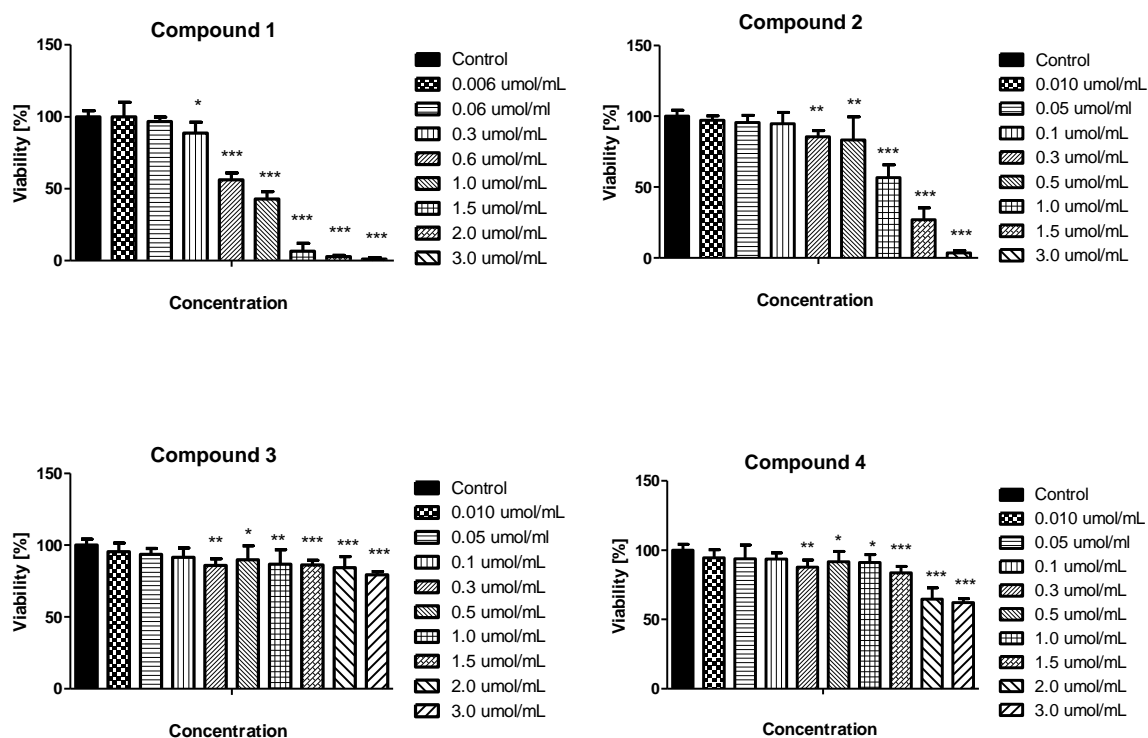 Compound 1
150
100
50
0
Viability [%]
*
***
***
***
***
***
Concentration
Control
0.006 umol/mL
0.06 umol/ml
0.3 umol/mL
0.6 umol/mL
1.0 umol/mL
1.5 umol/mL
2.0 umol/mL
3.0 umol/mL
Compound 2
150
100
50
0
Viability [%]
**
**
***
***
***
Concentration
Control
0.010 umol/mL
0.05 umol/ml
0.1 umol/mL
0.3 umol/mL
0.5 umol/mL
1.0 umol/mL
1.5 umol/mL
3.0 umol/mL
Compound 3
150
100
50
0
Viability [%]
**
*
**
***
***
***
Concentration
Control
0.010 umol/mL
0.05 umol/ml
0.1 umol/mL
0.3 umol/mL
0.5 umol/mL
1.0 umol/mL
1.5 umol/mL
2.0 umol/mL
3.0 umol/mL
Compound 4
150
100
50
0
Viability [%]
**
*
*
***
***
***
Concentration
Control
0.010 umol/mL
0.05 umol/ml
0.1 umol/mL
0.3 umol/mL
0.5 umol/mL
1.0 umol/mL
1.5 umol/mL
2.0 umol/mL
3.0 umol/mL